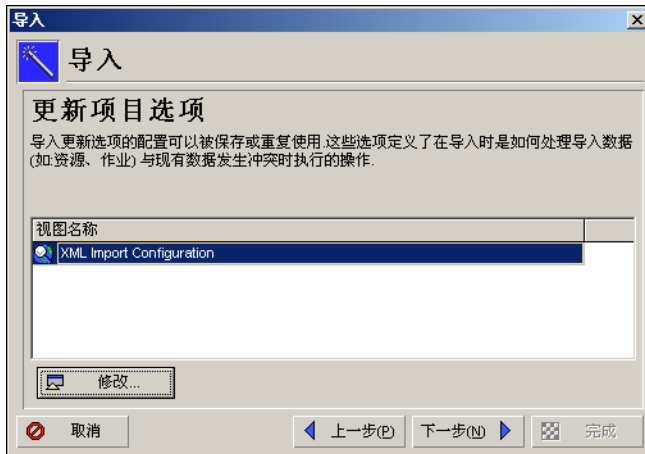 导入
导入
更新项目选项
导入更新选项的配置可以被保存或重复使用.这些选项定义了在导入时是如何处理导入数据
(如:资源、作业) 与现有数据发生冲突时执行的操作.
视图名称
XML Import Configuration
修改...
取消
上一步(P)
下一步(N)
完成